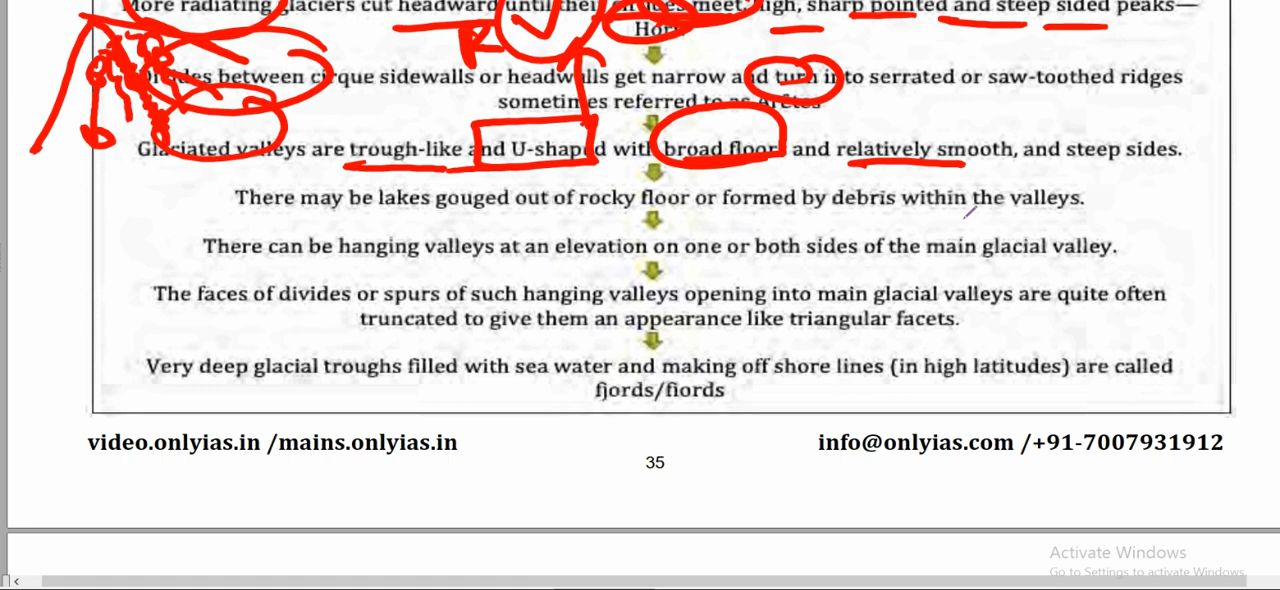 More radiating glaciers cut headward until their cirques meet, high, sharp pointed and steep sided peaks—
Horn
Divides between cirque sidewalls or headwalls get narrow and turn into serrated or saw-toothed ridges
sometimes referred to as Arêtes
Glaciated valleys are trough-like and U-shaped with broad floors and relatively smooth, and steep sides.
There may be lakes gouged out of rocky floor or formed by debris within the valleys.
There can be hanging valleys at an elevation on one or both sides of the main glacial valley.
The faces of divides or spurs of such hanging valleys opening into main glacial valleys are quite often
truncated to give them an appearance like triangular facets.
Very deep glacial troughs filled with sea water and making off shore lines (in high latitudes) are called
fjords/fiords
video.onlyias.in /mains.onlyias.in
info@onlyias.com /+91-7007931912
35
Activate Windows
Go to Settings to activate Windows.